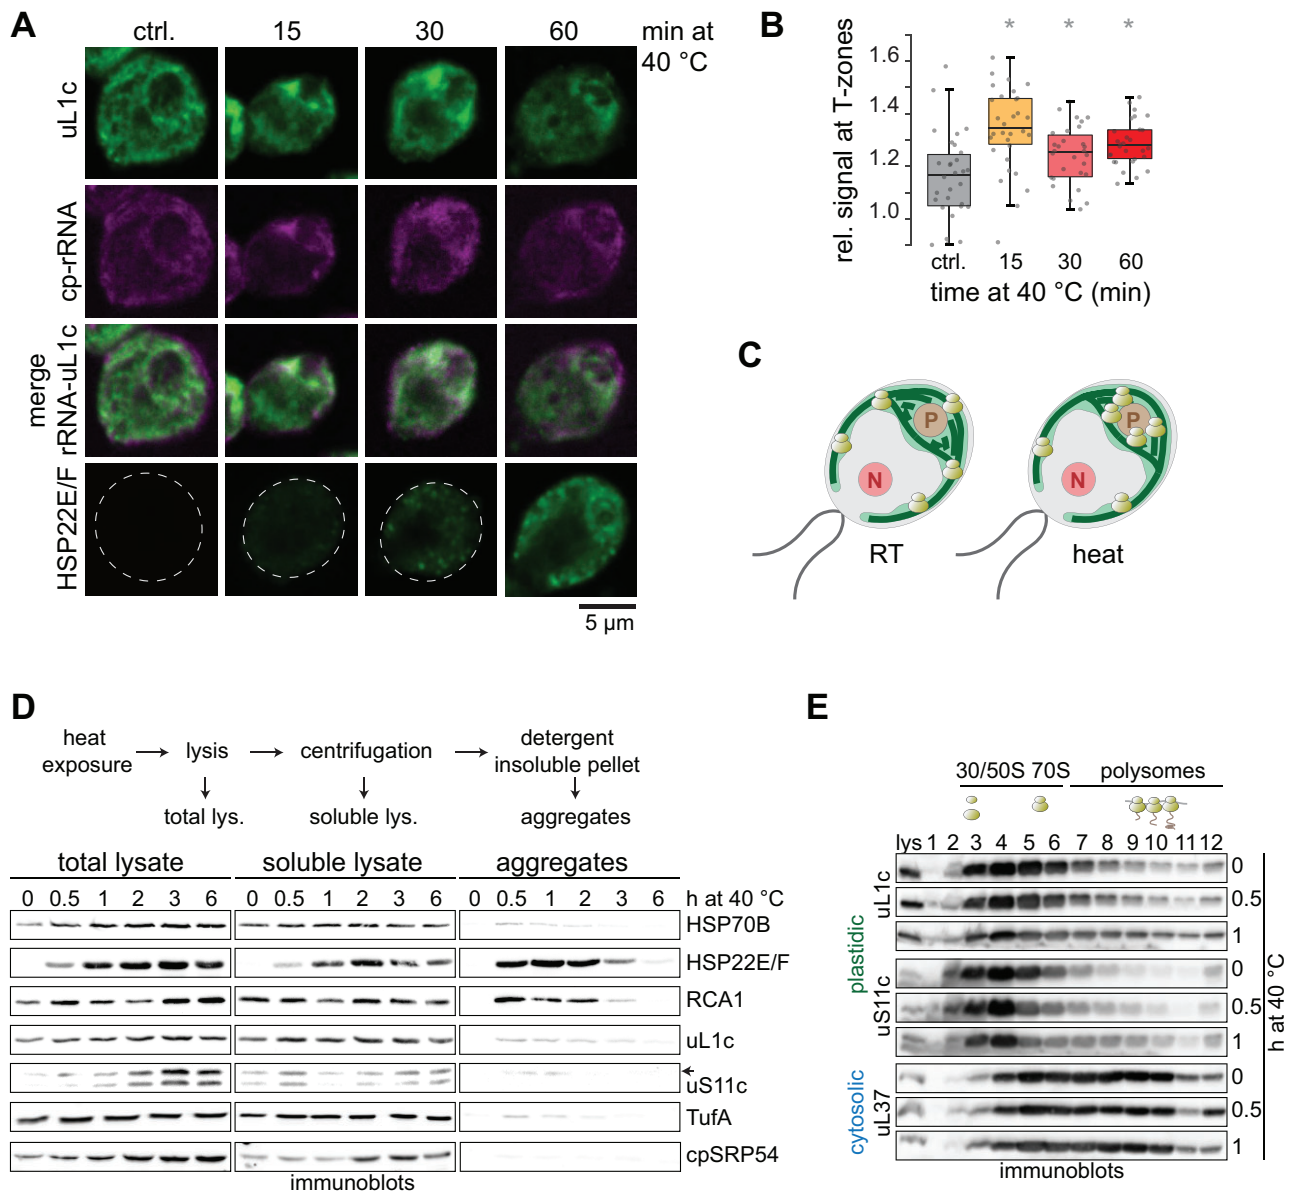 A
ctrl. 15 30 60 min at
40 °C
uL1c
cp-rRNA
merge
rRNA-uL1c
HSP22E/F
5 µm
B
* * *
rel. signal at T-zones
1.6
1.4
1.2
1.0
ctrl. 15 30 60
time at 40 °C (min)
C
P P
N N
RT heat
D
heat
exposure
lysis
centrifugation
detergent
insoluble pellet
total lys.
soluble lys.
aggregates
total lysate soluble lysate aggregates
0 0.5 1 2 3 6 0 0.5 1 2 3 6 0 0.5 1 2 3 6 h at 40 °C
HSP70B
HSP22E/F
RCA1
uL1c
uS11c
TufA
cpSRP54
immunoblots
E
30/50S 70S polysomes
lys 1 2 3 4 5 6 7 8 9 10 11 12
plastidic
uL1c
0
0.5
1
uS11c
0
0.5
1
cytosolic
uL37
0
0.5
1
h at 40 °C
immunoblots